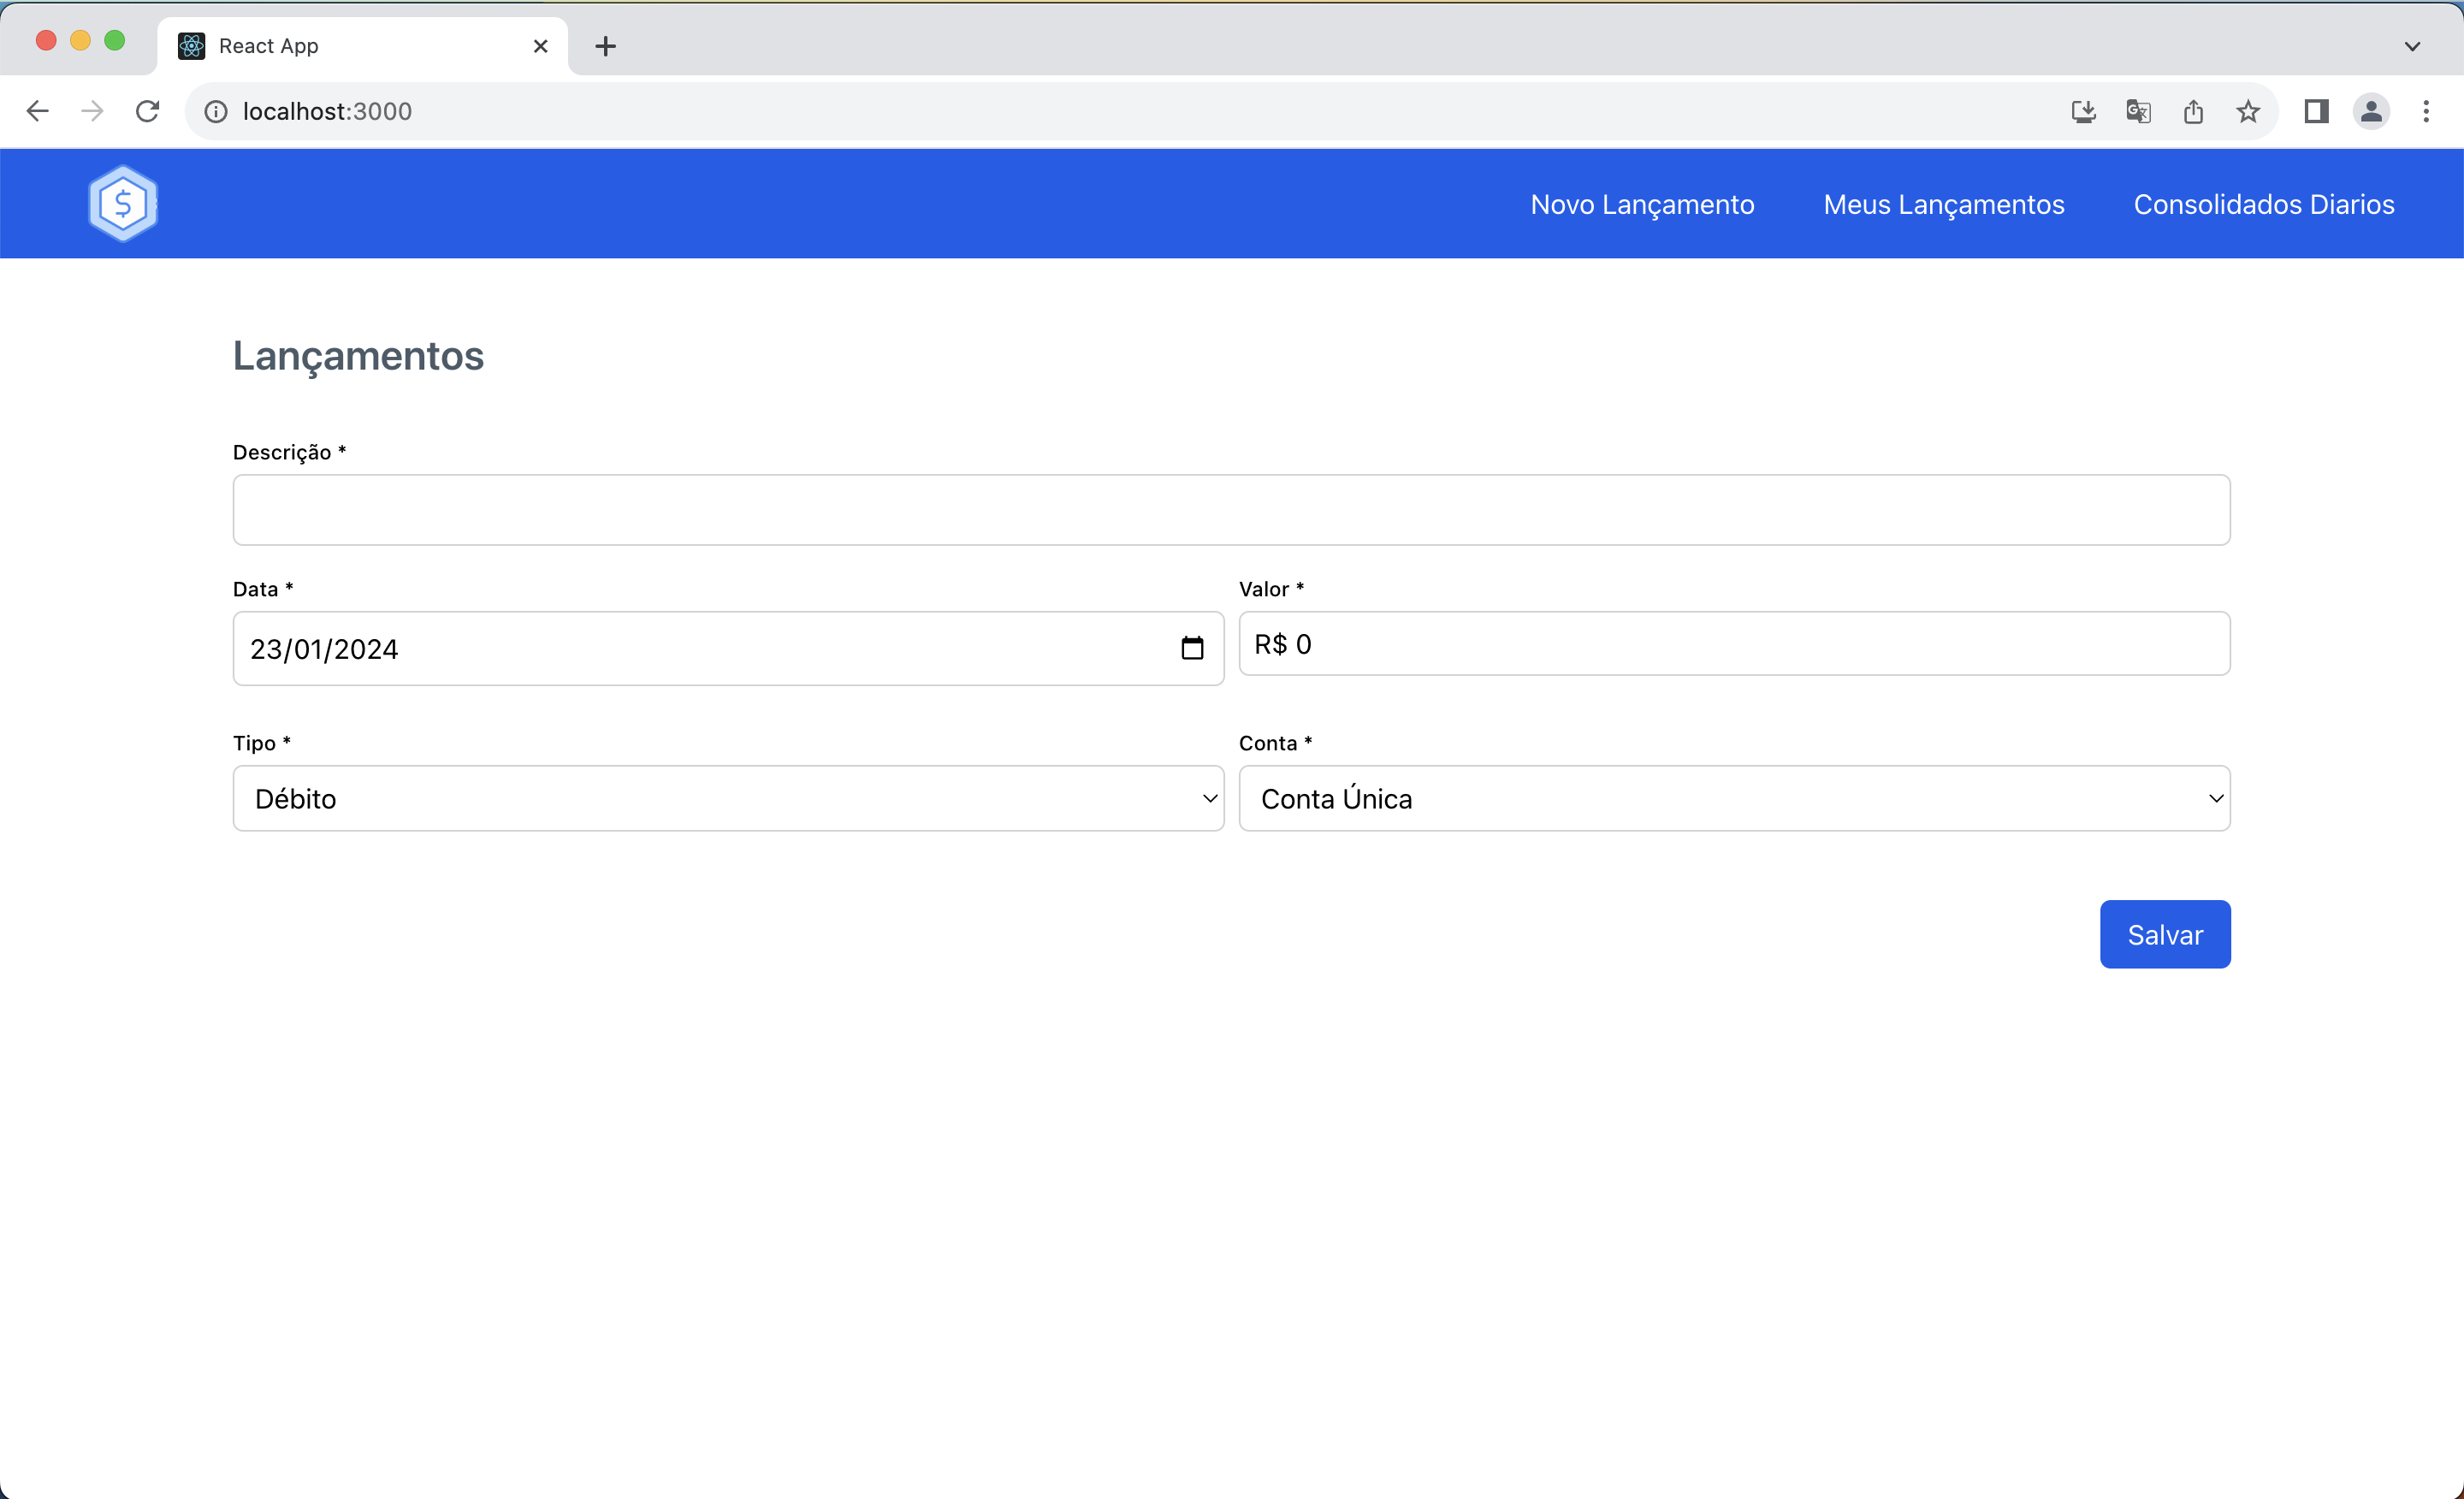 React App
localhost:3000
$
Novo Lançamento
Meus Lançamentos
Consolidados Diarios
Lançamentos
Descrição *
Data *
Valor *
23/01/2024
R$ 0
Tipo *
Conta *
Débito
Conta Única
Salvar